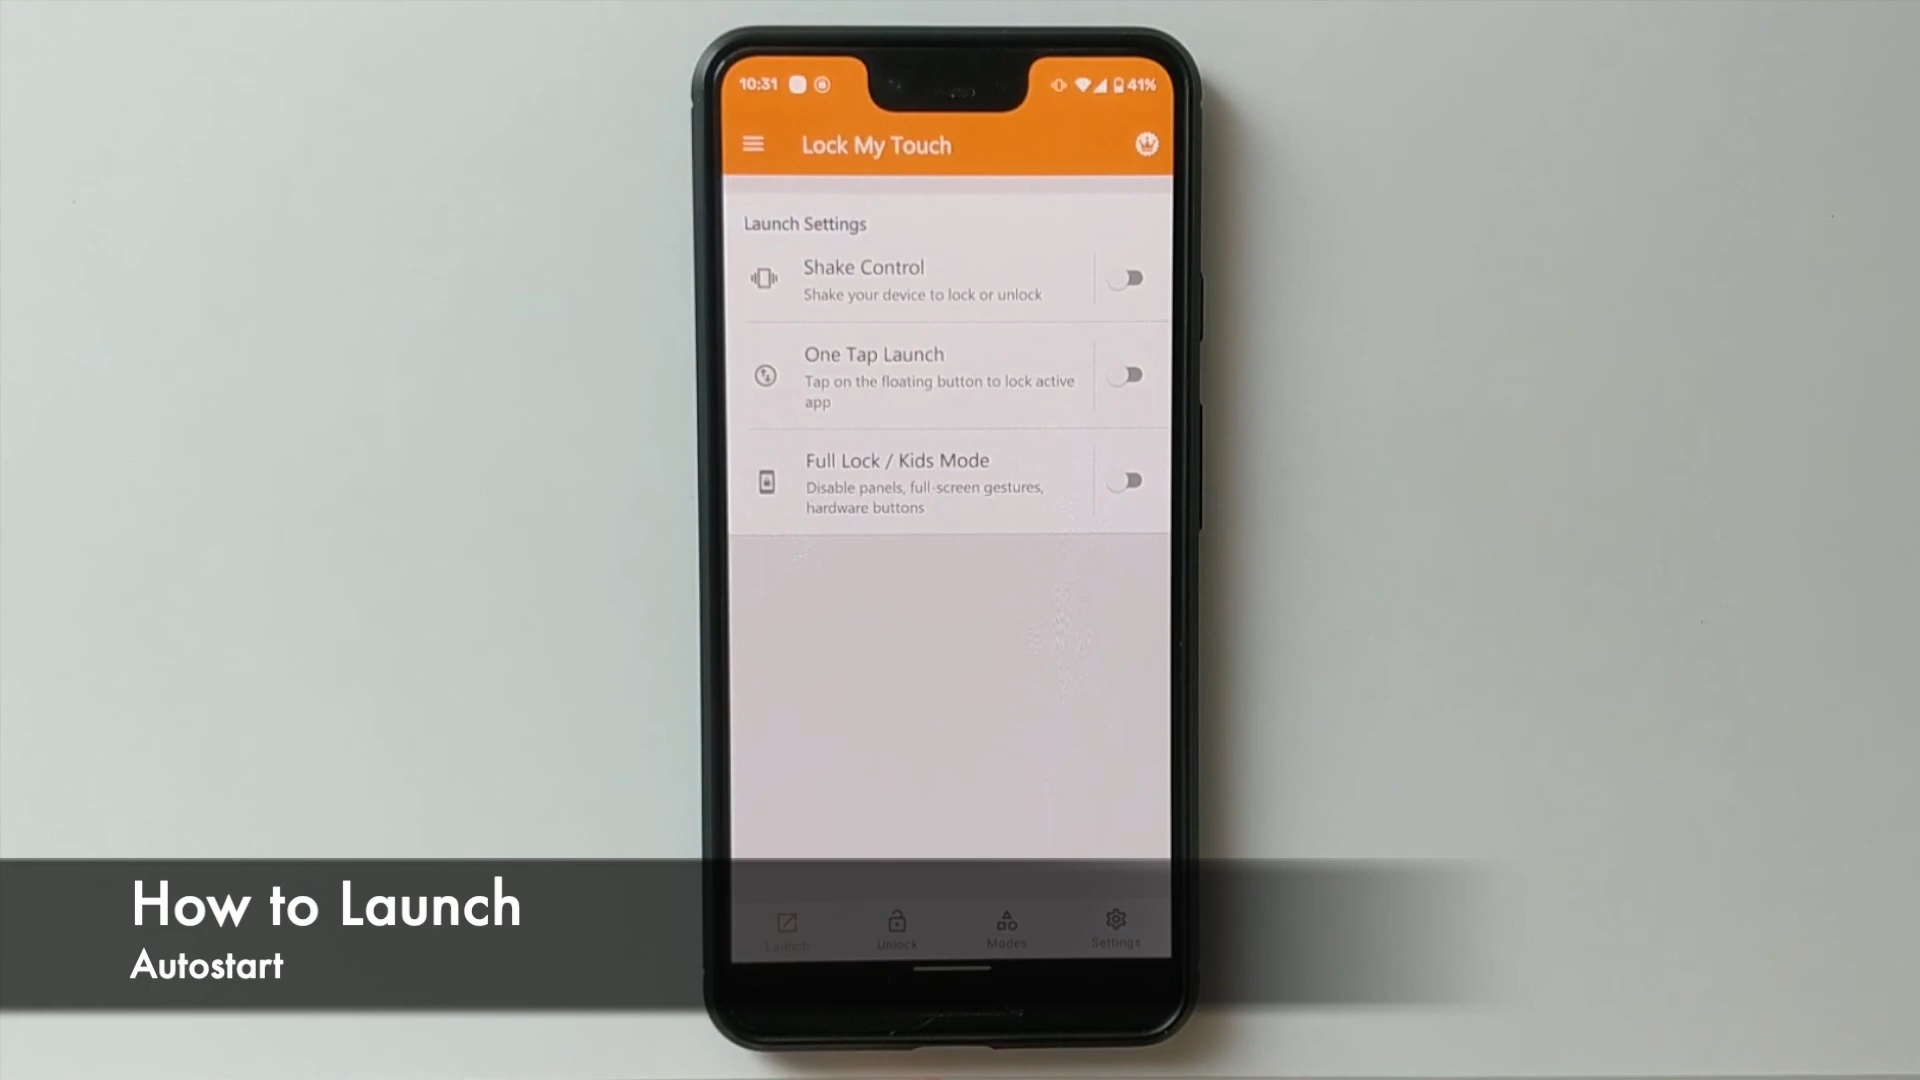 10:31
41%
Lock My Touch
Launch Settings
Shake Control
Shake your device to lock or unlock
One Tap Launch
Tap on the floating button to lock active
app
Full Lock / Kids Mode
Disable panels, full-screen gestures,
hardware buttons
Launch
Unlock
Modes
Settings
How to Launch
Autostart